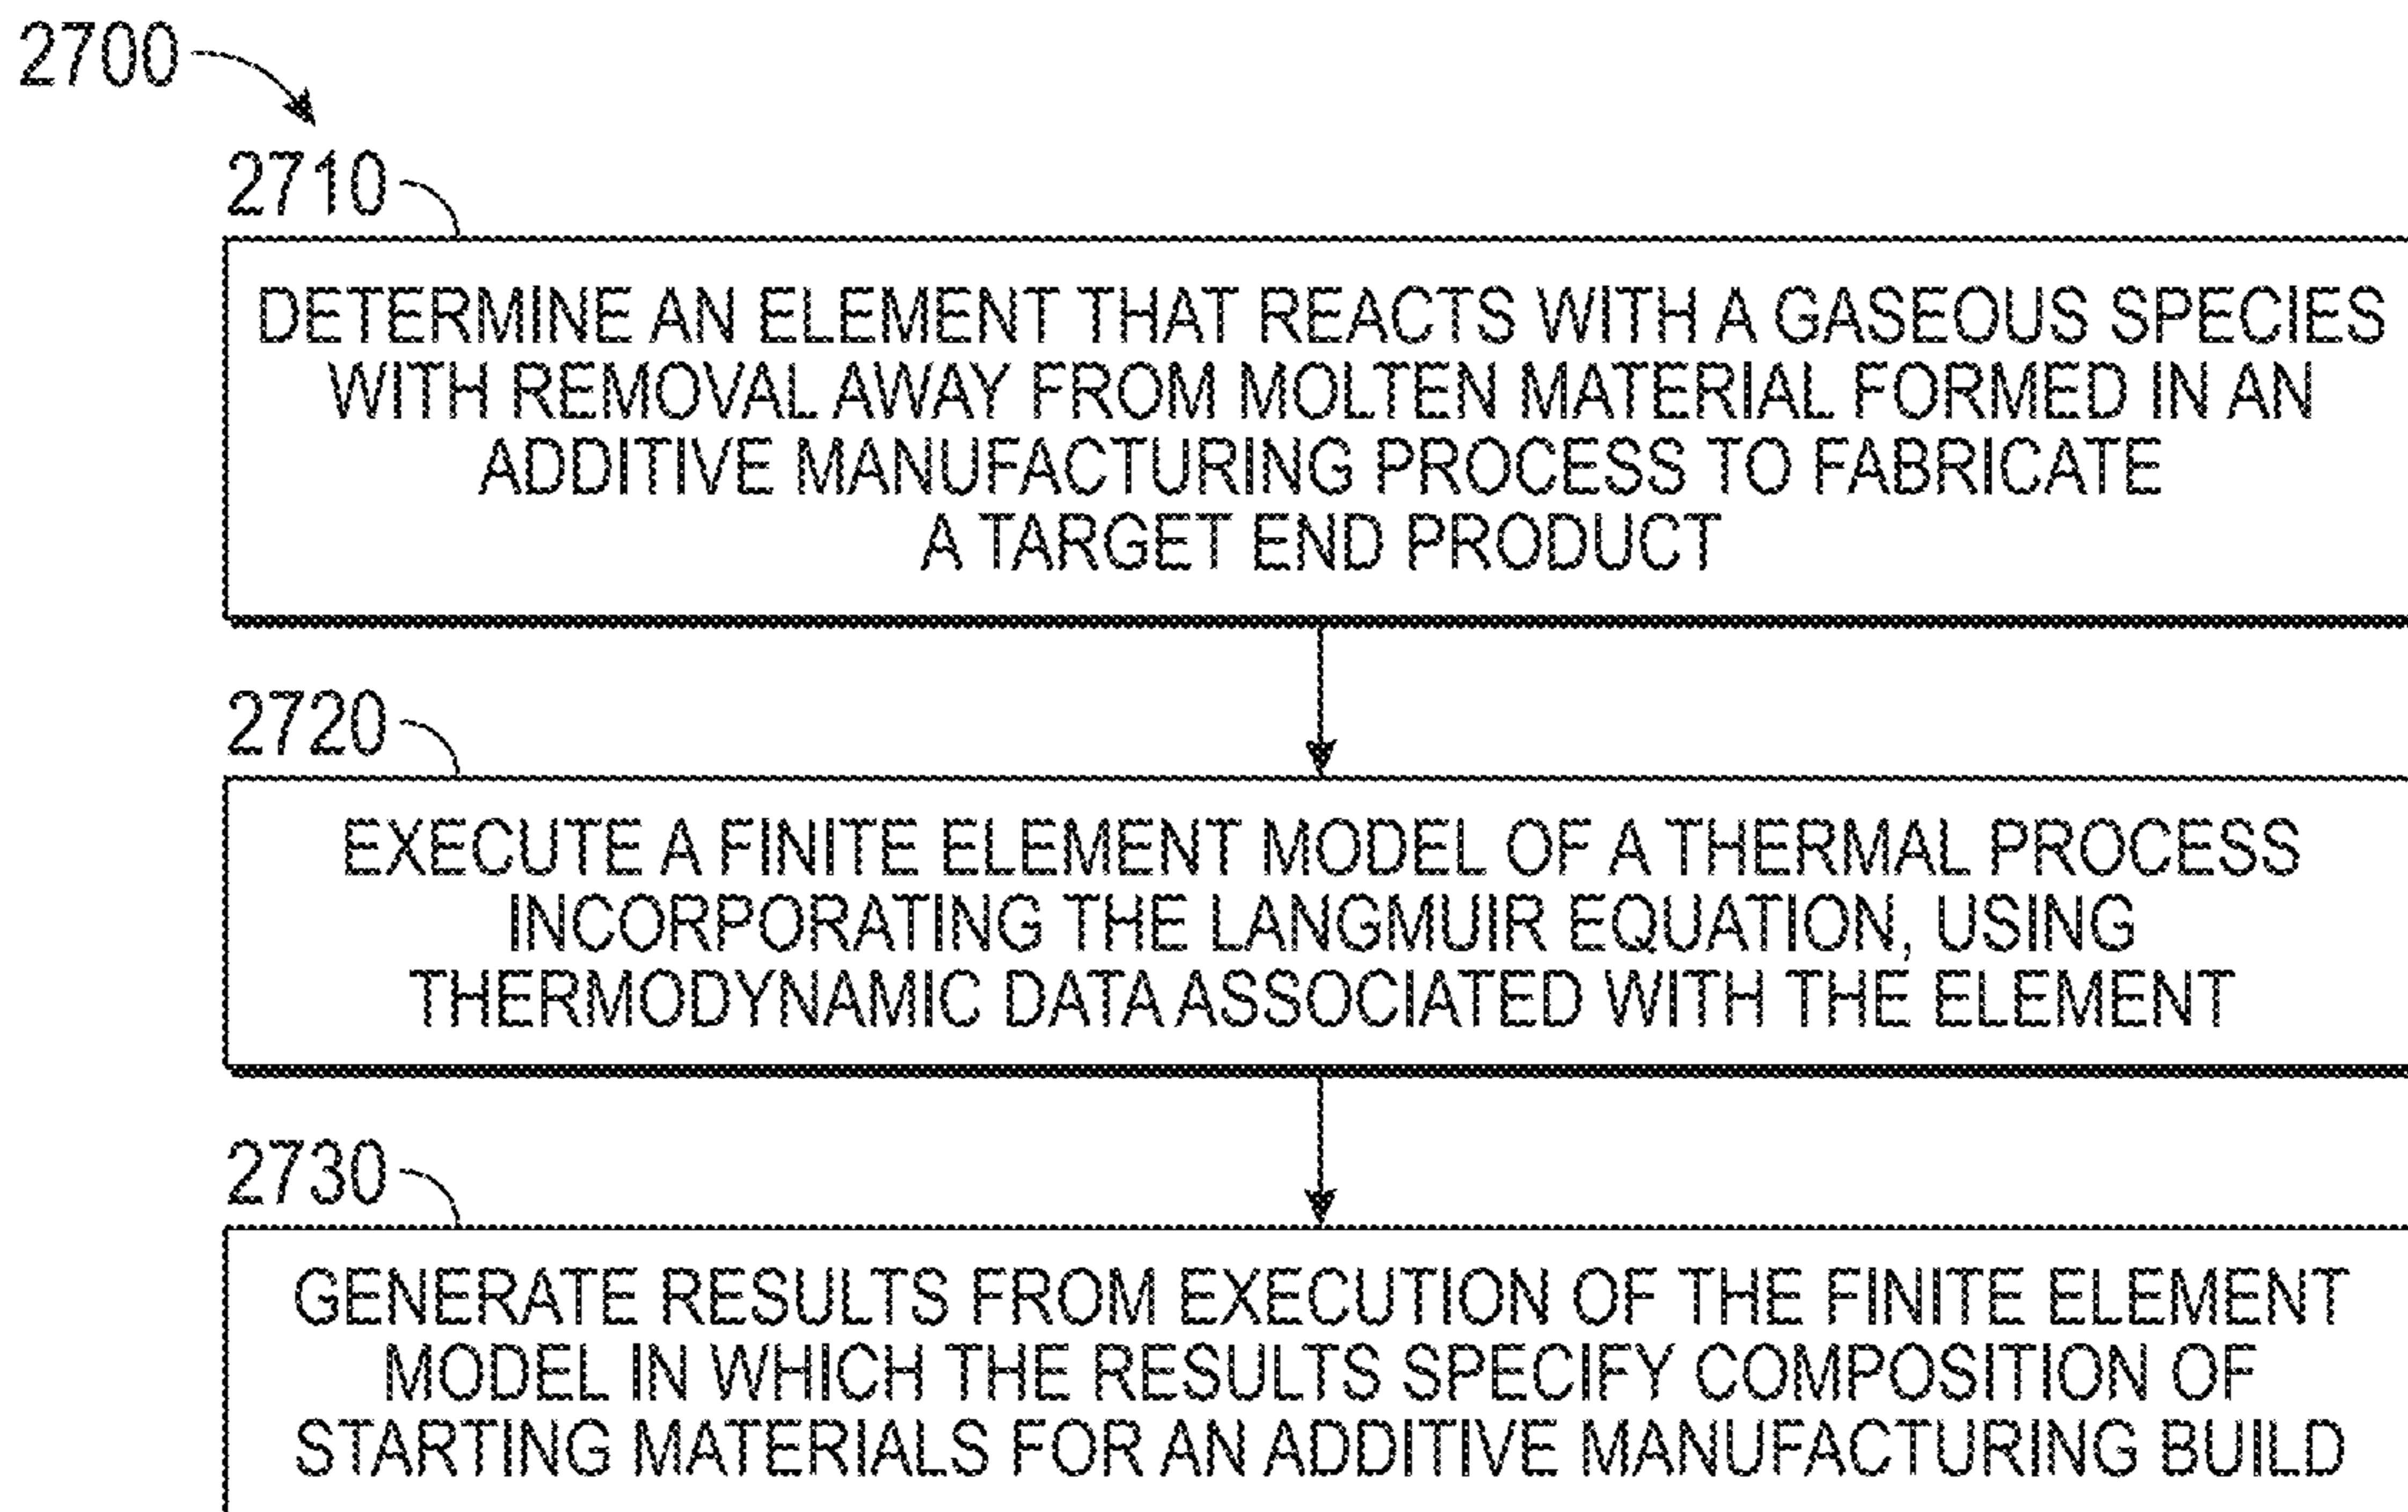 2700
2710
DETERMINE AN ELEMENT THAT REACTS WITH A GASEOUS SPECIES
WITH REMOVAL AWAY FROM MOLTEN MATERIAL FORMED IN AN
ADDITIVE MANUFACTURING PROCESS TO FABRICATE
A TARGET END PRODUCT
2720
EXECUTE A FINITE ELEMENT MODEL OF A THERMAL PROCESS
INCORPORATING THE LANGMUIR EQUATION, USING
THERMODYNAMIC DATA ASSOCIATED WITH THE ELEMENT
2730
GENERATE RESULTS FROM EXECUTION OF THE FINITE ELEMENT
MODEL IN WHICH THE RESULTS SPECIFY COMPOSITION OF
STARTING MATERIALS FOR AN ADDITIVE MANUFACTURING BUILD